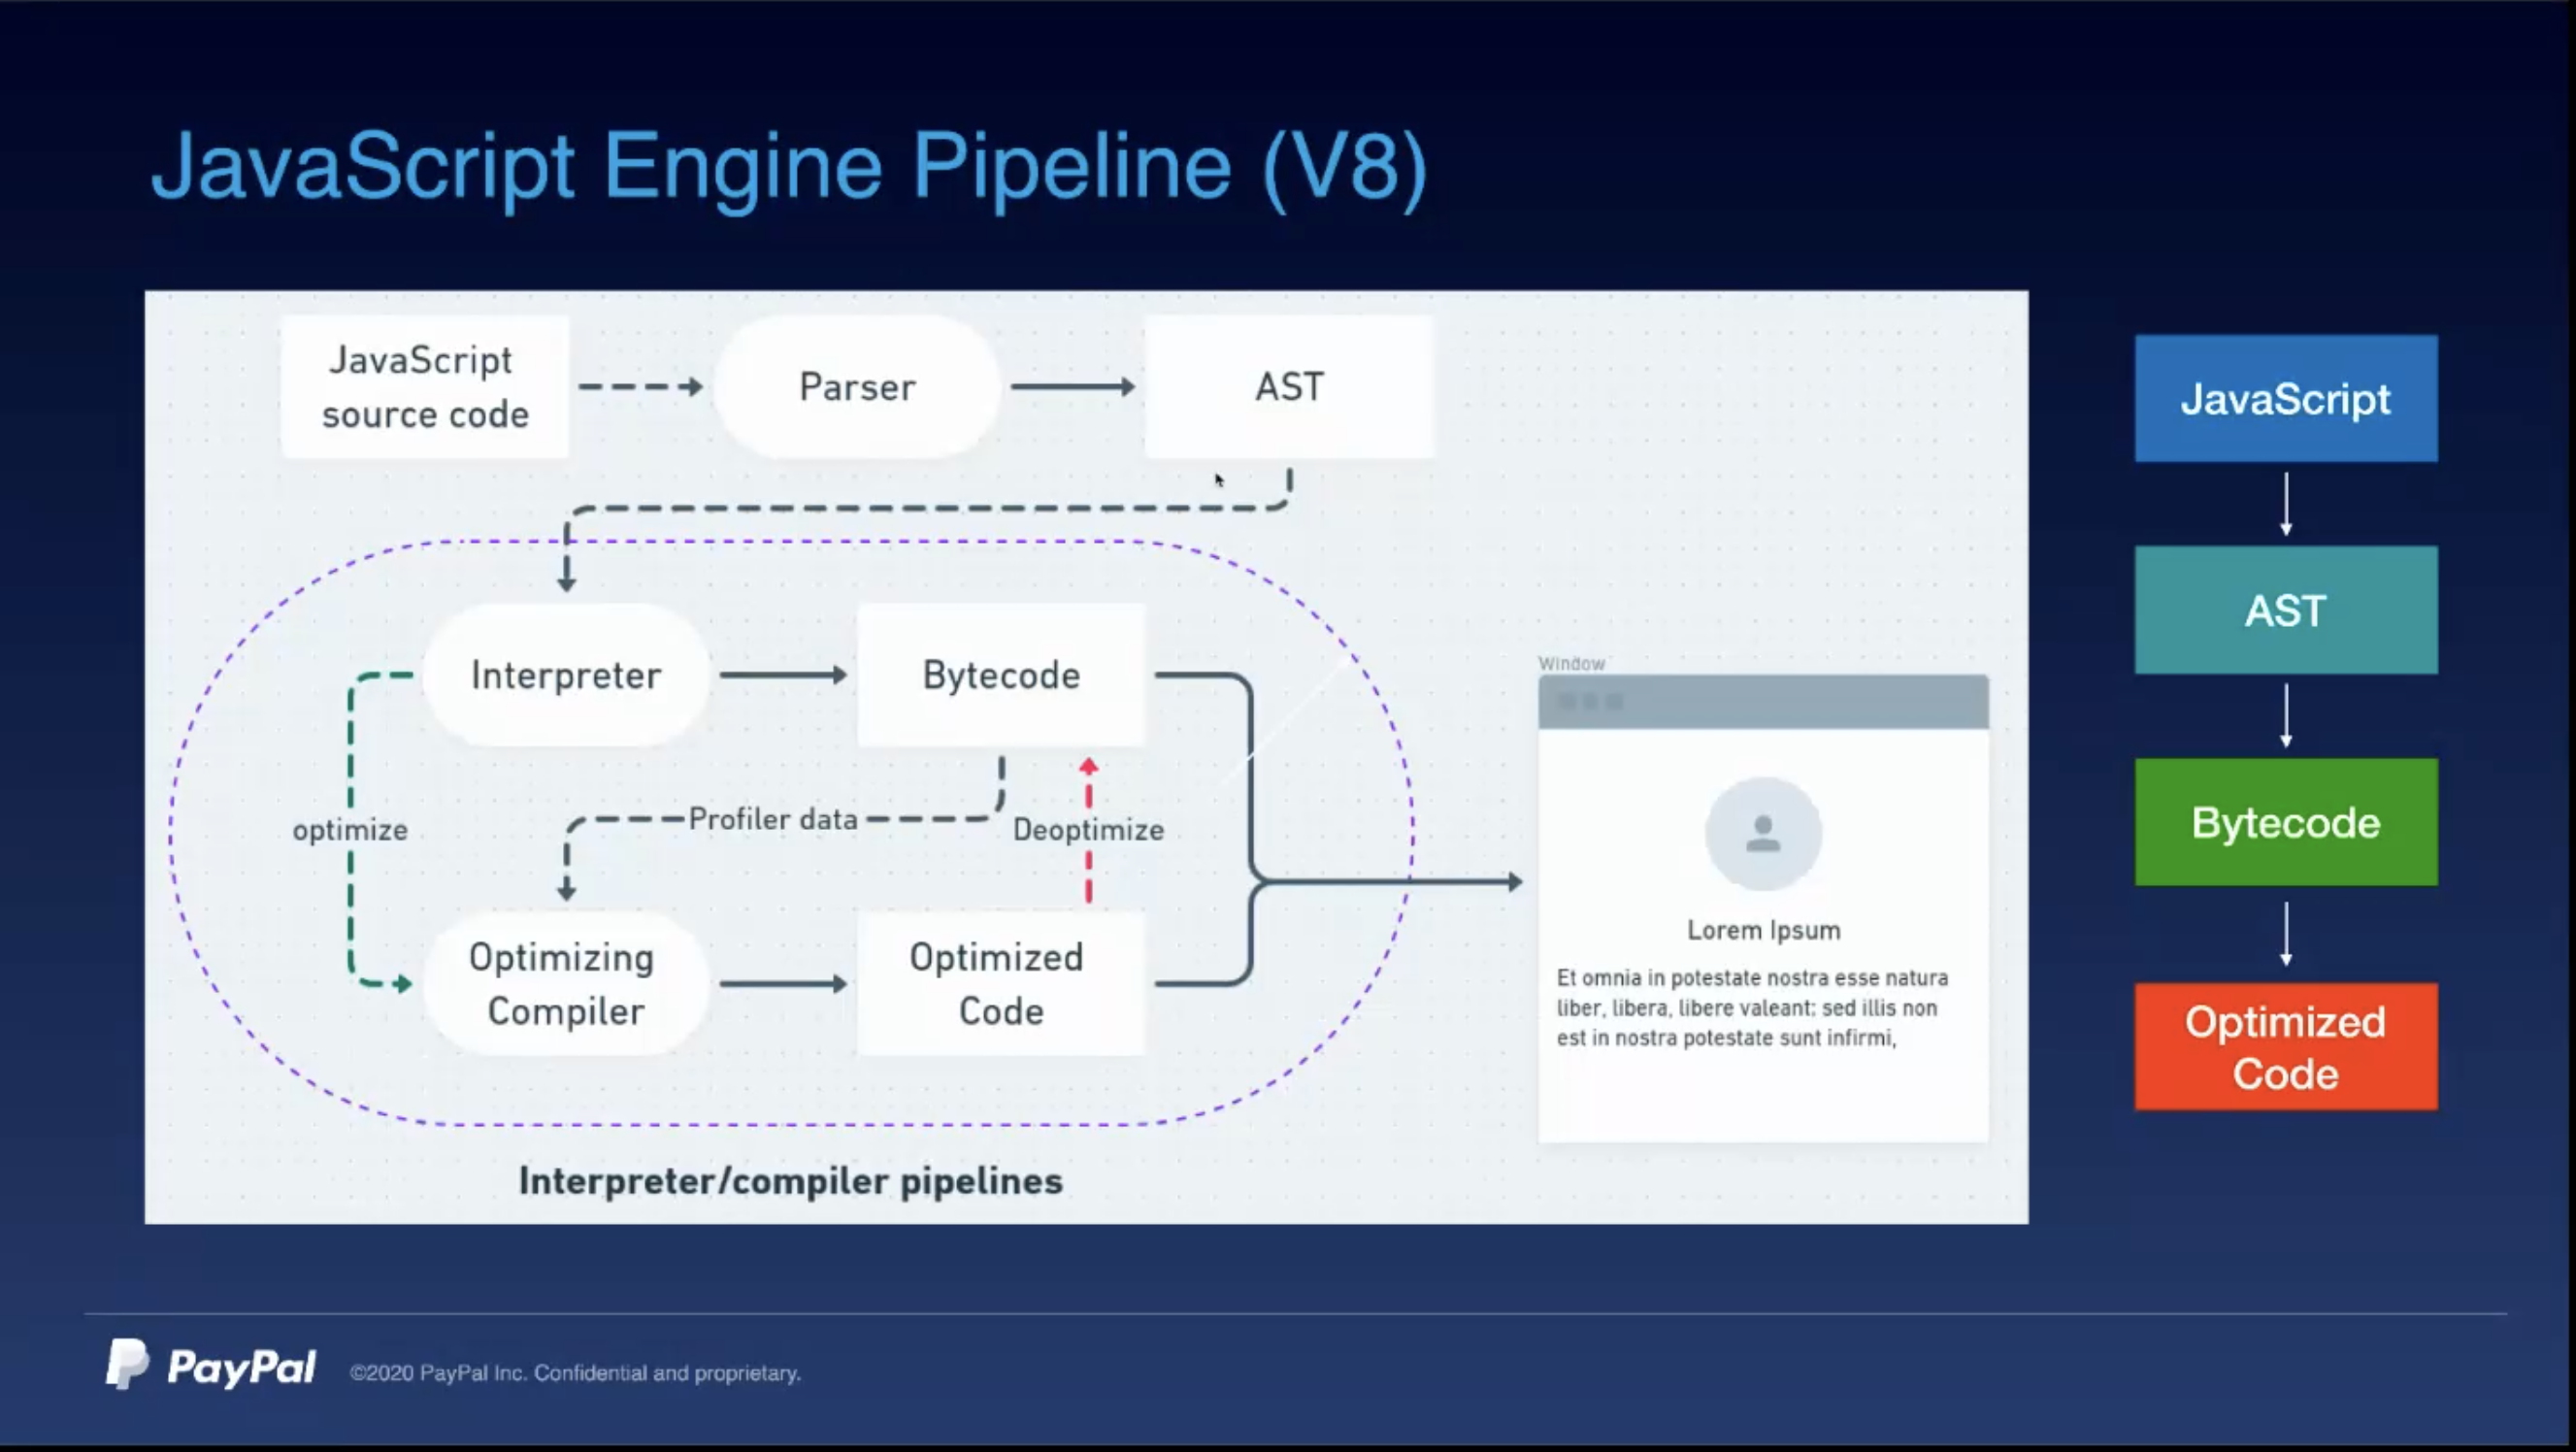 JavaScript Engine Pipeline (V8)
JavaScript
source code
Parser
AST
Interpreter
Bytecode
optimize
Profiler data
Deoptimize
Optimizing
Compiler
Optimized
Code
Interpreter/compiler pipelines
Window
Lorem Ipsum
Et omnia in potestate nostra esse natura
liber, libera, libere valeant; sed illis non
est in nostra potestate sunt infirmi,
JavaScript
AST
Bytecode
Optimized
Code
PayPal
©2020 PayPal Inc. Confidential and proprietary.